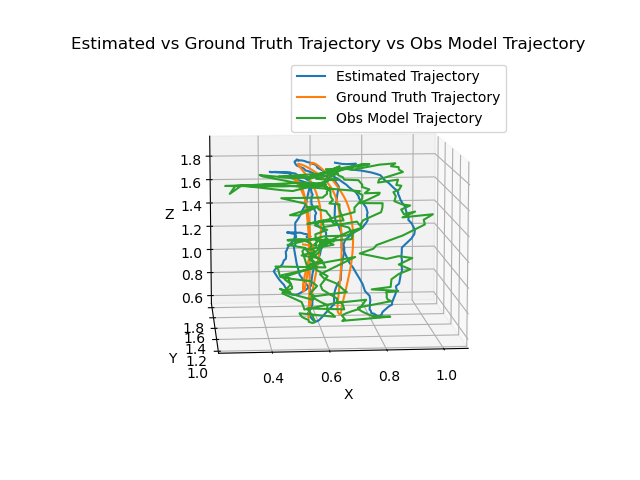 Estimated vs Ground Truth Trajectory vs Obs Model Trajectory
Estimated Trajectory
Ground Truth Trajectory
Obs Model Trajectory
1.8
1.6
1.4
1.2
1.0
0.8
0.6
Z
1.8
1.6
1.4
1.2
1.0
Y
0.4
0.6
0.8
1.0
X